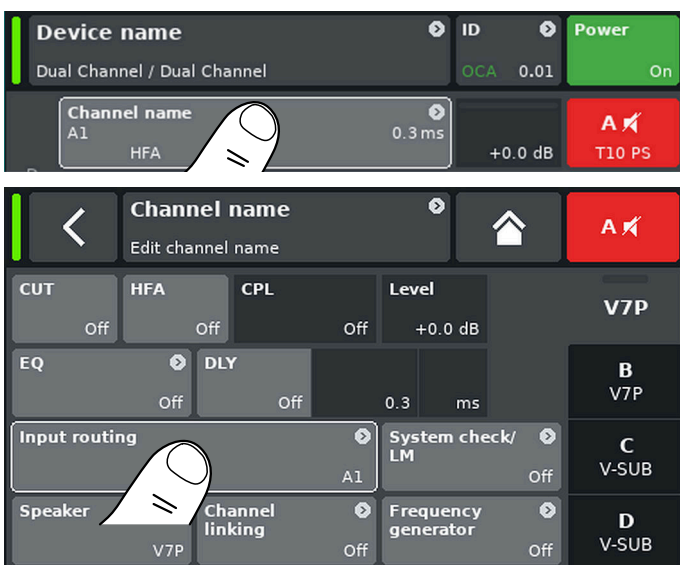 Device name
ID
Power
Dual Channel / Dual Channel
OCA 0.01
On
Channel name
A1
0.3 ms
HFA
+0.0 dB
A
T10 PS
Channel name
Edit channel name
A
CUT
Off
HFA
Off
CPL
Off
Level
+0.0 dB
V7P
EQ
Off
DLY
Off
0.3
ms
B
V7P
Input routing
A1
System check/
LM
Off
C
V-SUB
Speaker
V7P
Channel
linking
Off
Frequency
generator
Off
D
V-SUB